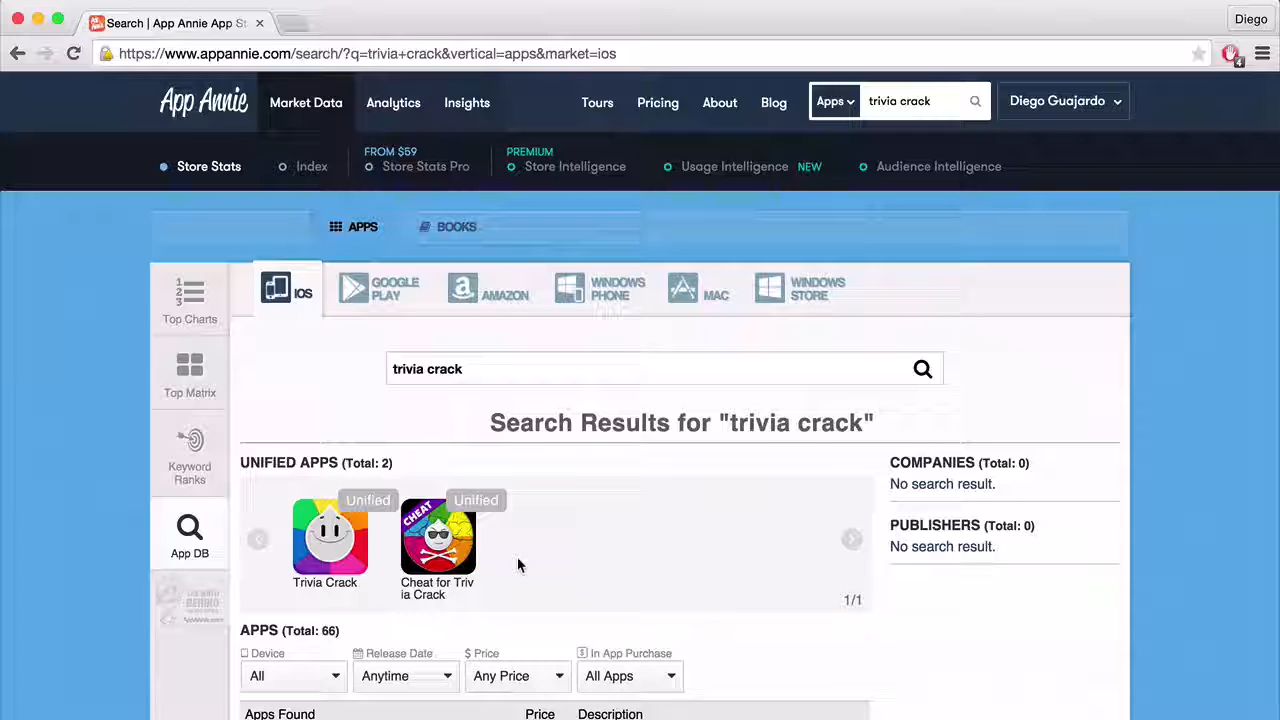 Search | App Annie App St
Diego
https://www.appannie.com/search/?q=trivia+crack&vertical=apps&market=ios
4
App Annie
Market Data
Analytics
Insights
Tours
Pricing
About
Blog
Apps
trivia crack
Diego Guajardo
Store Stats
Index
FROM $59
Store Stats Pro
PREMIUM
Store Intelligence
Usage Intelligence NEW
Audience Intelligence
APPS
BOOKS
1
2
3
Top Charts
Top Matrix
Keyword
Ranks
App DB
IOS
GOOGLE
PLAY
AMAZON
WINDOWS
PHONE
MAC
WINDOWS
STORE
trivia crack
Search Results for "trivia crack"
UNIFIED APPS (Total: 2)
Unified
Trivia Crack
Unified
CHEAT
Cheat for Triv
ia Crack
1/1
COMPANIES (Total: 0)
No search result.
PUBLISHERS (Total: 0)
No search result.
APPS (Total: 66)
Device
Release Date
$ Price
In App Purchase
All
Anytime
Any Price
All Apps
Apps Found
Price
Description